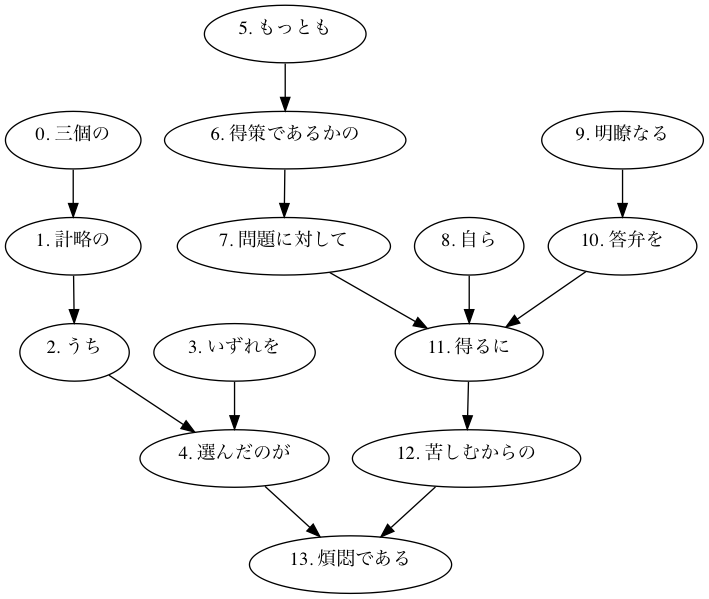 5. もっとも
0. 三個の
6. 得策であるかの
9. 明瞭なる
1. 計略の
7. 問題に対して
8. 自ら
10. 答弁を
2. うち
3. いずれを
11. 得るに
4. 選んだのが
12. 苦しむからの
13. 煩悶である